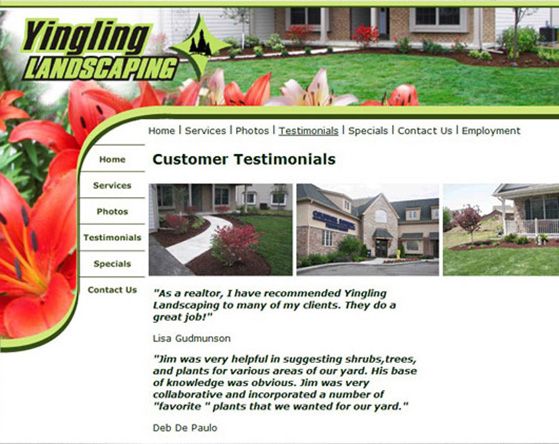 Yingling
LANDSCAPING
Home | Services | Photos | Testimonials | Specials | Contact Us | Employment
Home
Services
Photos
Testimonials
Specials
Contact Us
Customer Testimonials
"As a realtor, I have recommended Yingling
Landscaping to many of my clients. They do a
great job!"
Lisa Gudmunson
"Jim was very helpful in suggesting shrubs,trees,
and plants for various areas of our yard. His base
of knowledge was obvious. Jim was very
collaborative and incorporated a number of
"favorite " plants that we wanted for our yard."
Deb De Paulo